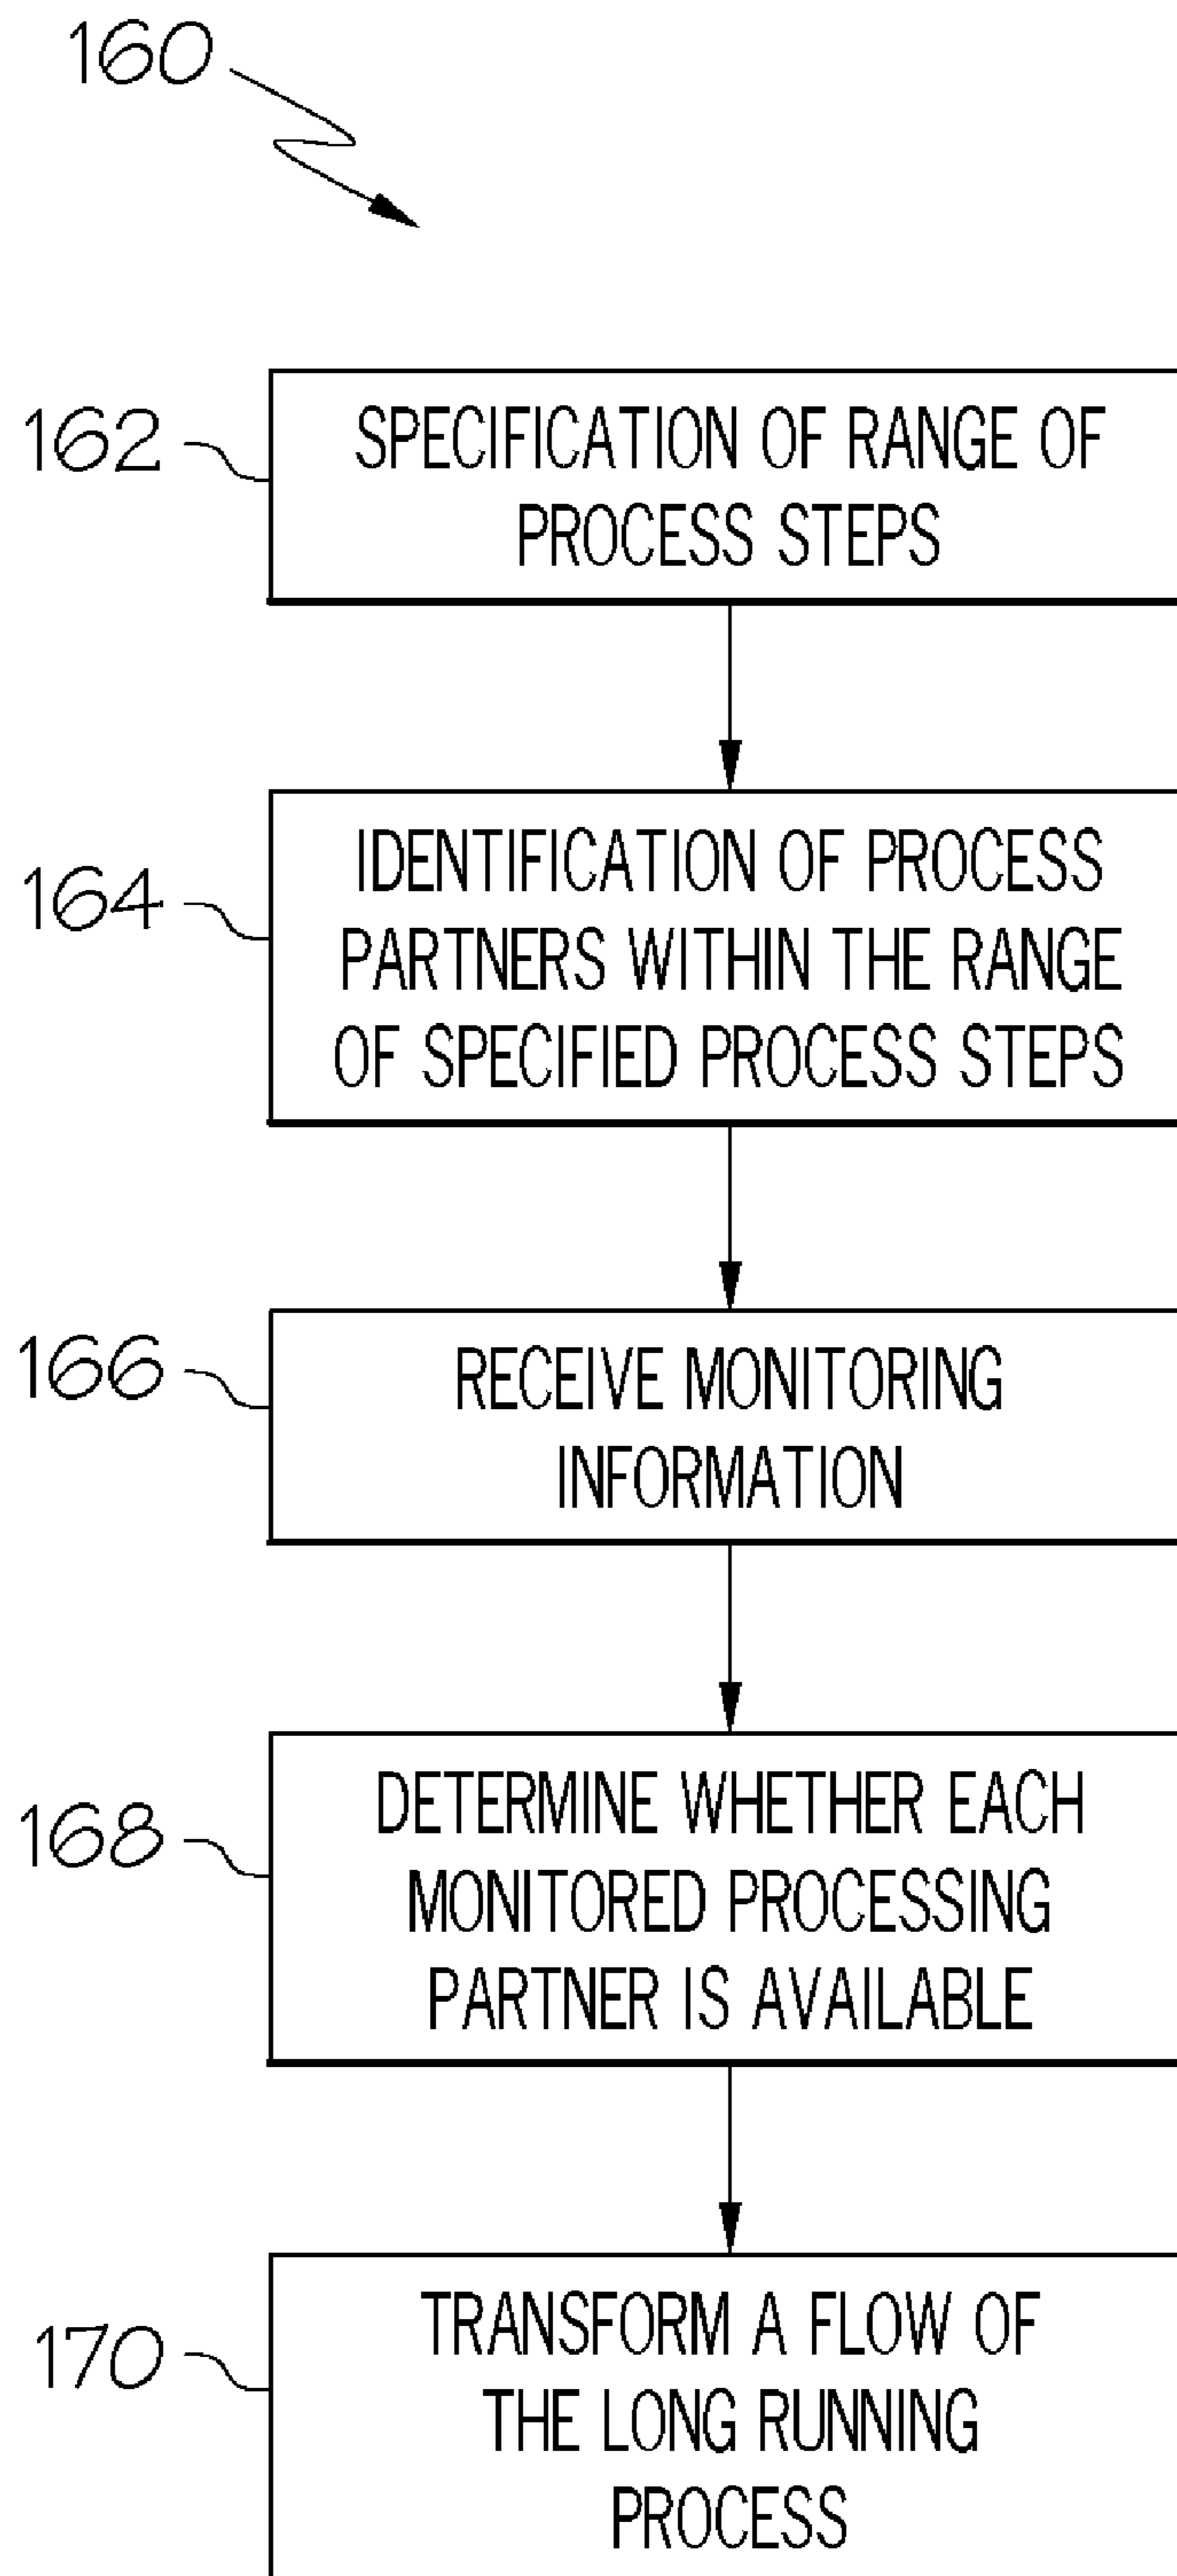 160
162
SPECIFICATION OF RANGE OF
PROCESS STEPS
164
IDENTIFICATION OF PROCESS
PARTNERS WITHIN THE RANGE
OF SPECIFIED PROCESS STEPS
166
RECEIVE MONITORING
INFORMATION
168
DETERMINE WHETHER EACH
MONITORED PROCESSING
PARTNER IS AVAILABLE
170
TRANSFORM A FLOW OF
THE LONG RUNNING
PROCESS